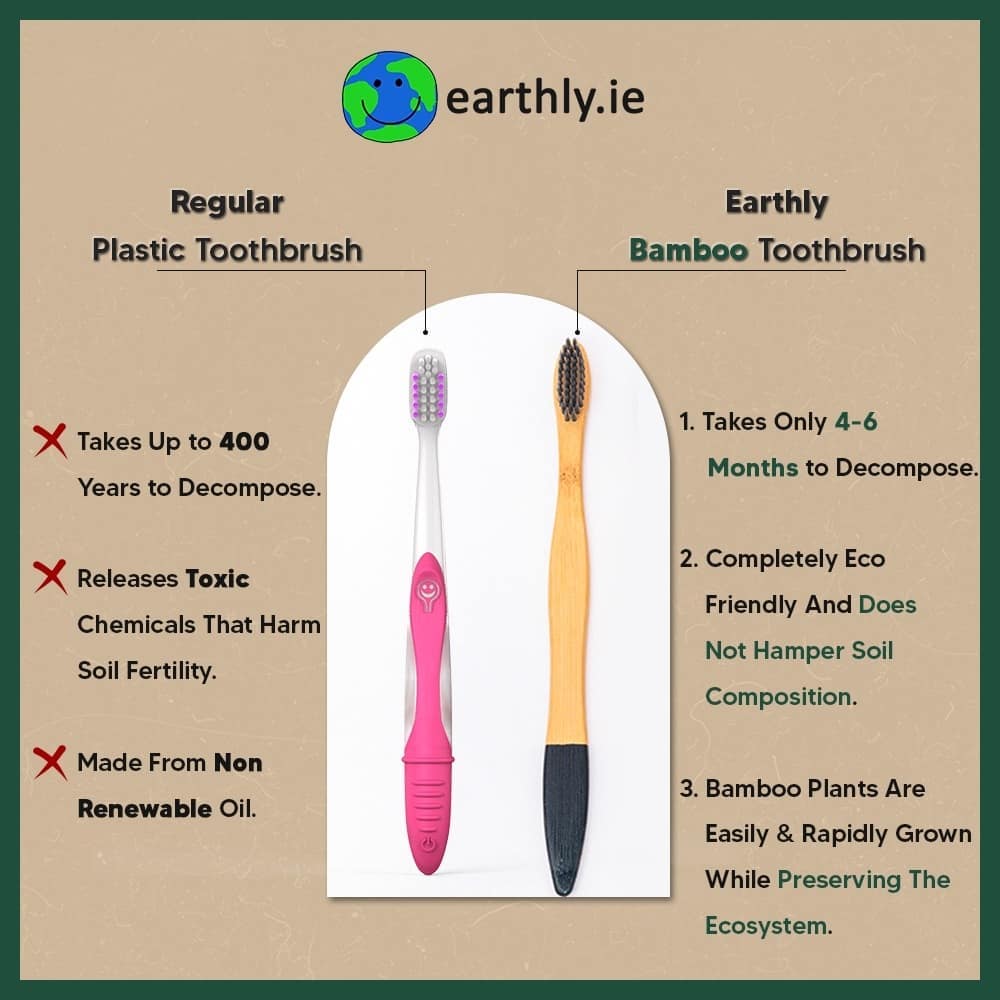 earthly.ie
Regular
Plastic Toothbrush
Takes Up to 400
Years to Decompose.
Releases Toxic
Chemicals That Harm
Soil Fertility.
Made From Non
Renewable Oil.
Earthly
Bamboo Toothbrush
1. Takes Only 4-6
Months to Decompose.
2. Completely Eco
Friendly And Does
Not Hamper Soil
Composition.
3. Bamboo Plants Are
Easily & Rapidly Grown
While Preserving The
Ecosystem.